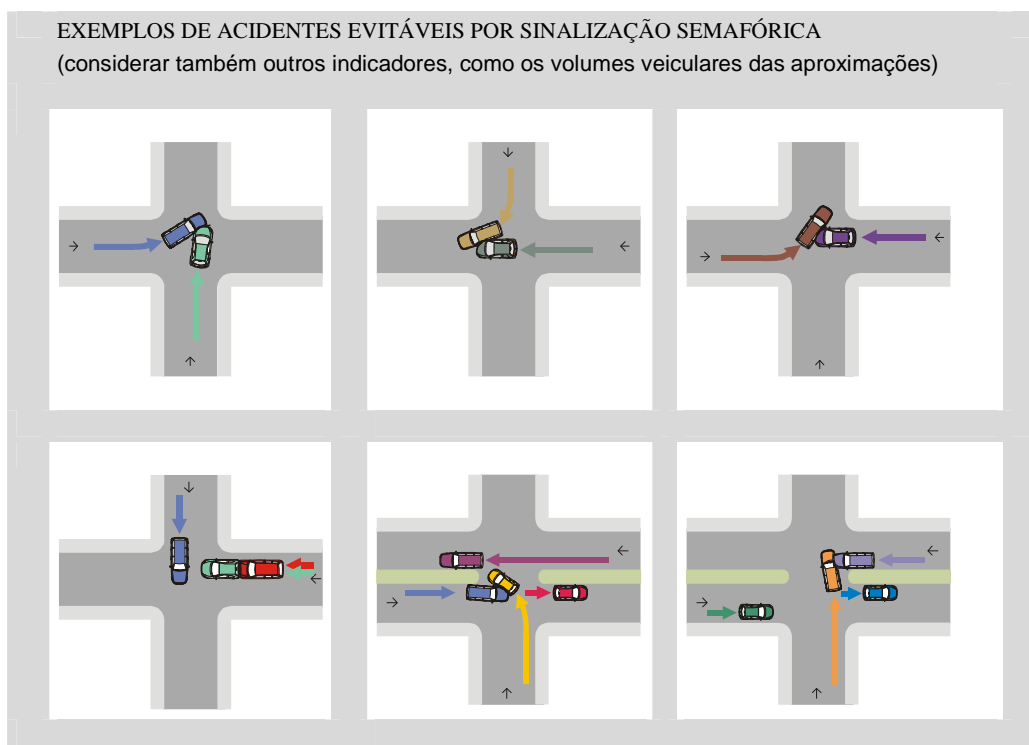 EXEMPLOS DE ACIDENTES EVITÁVEIS POR SINALIZAÇÃO SEMAFÓRICA
(considerar também outros indicadores, como os volumes veiculares das aproximações)